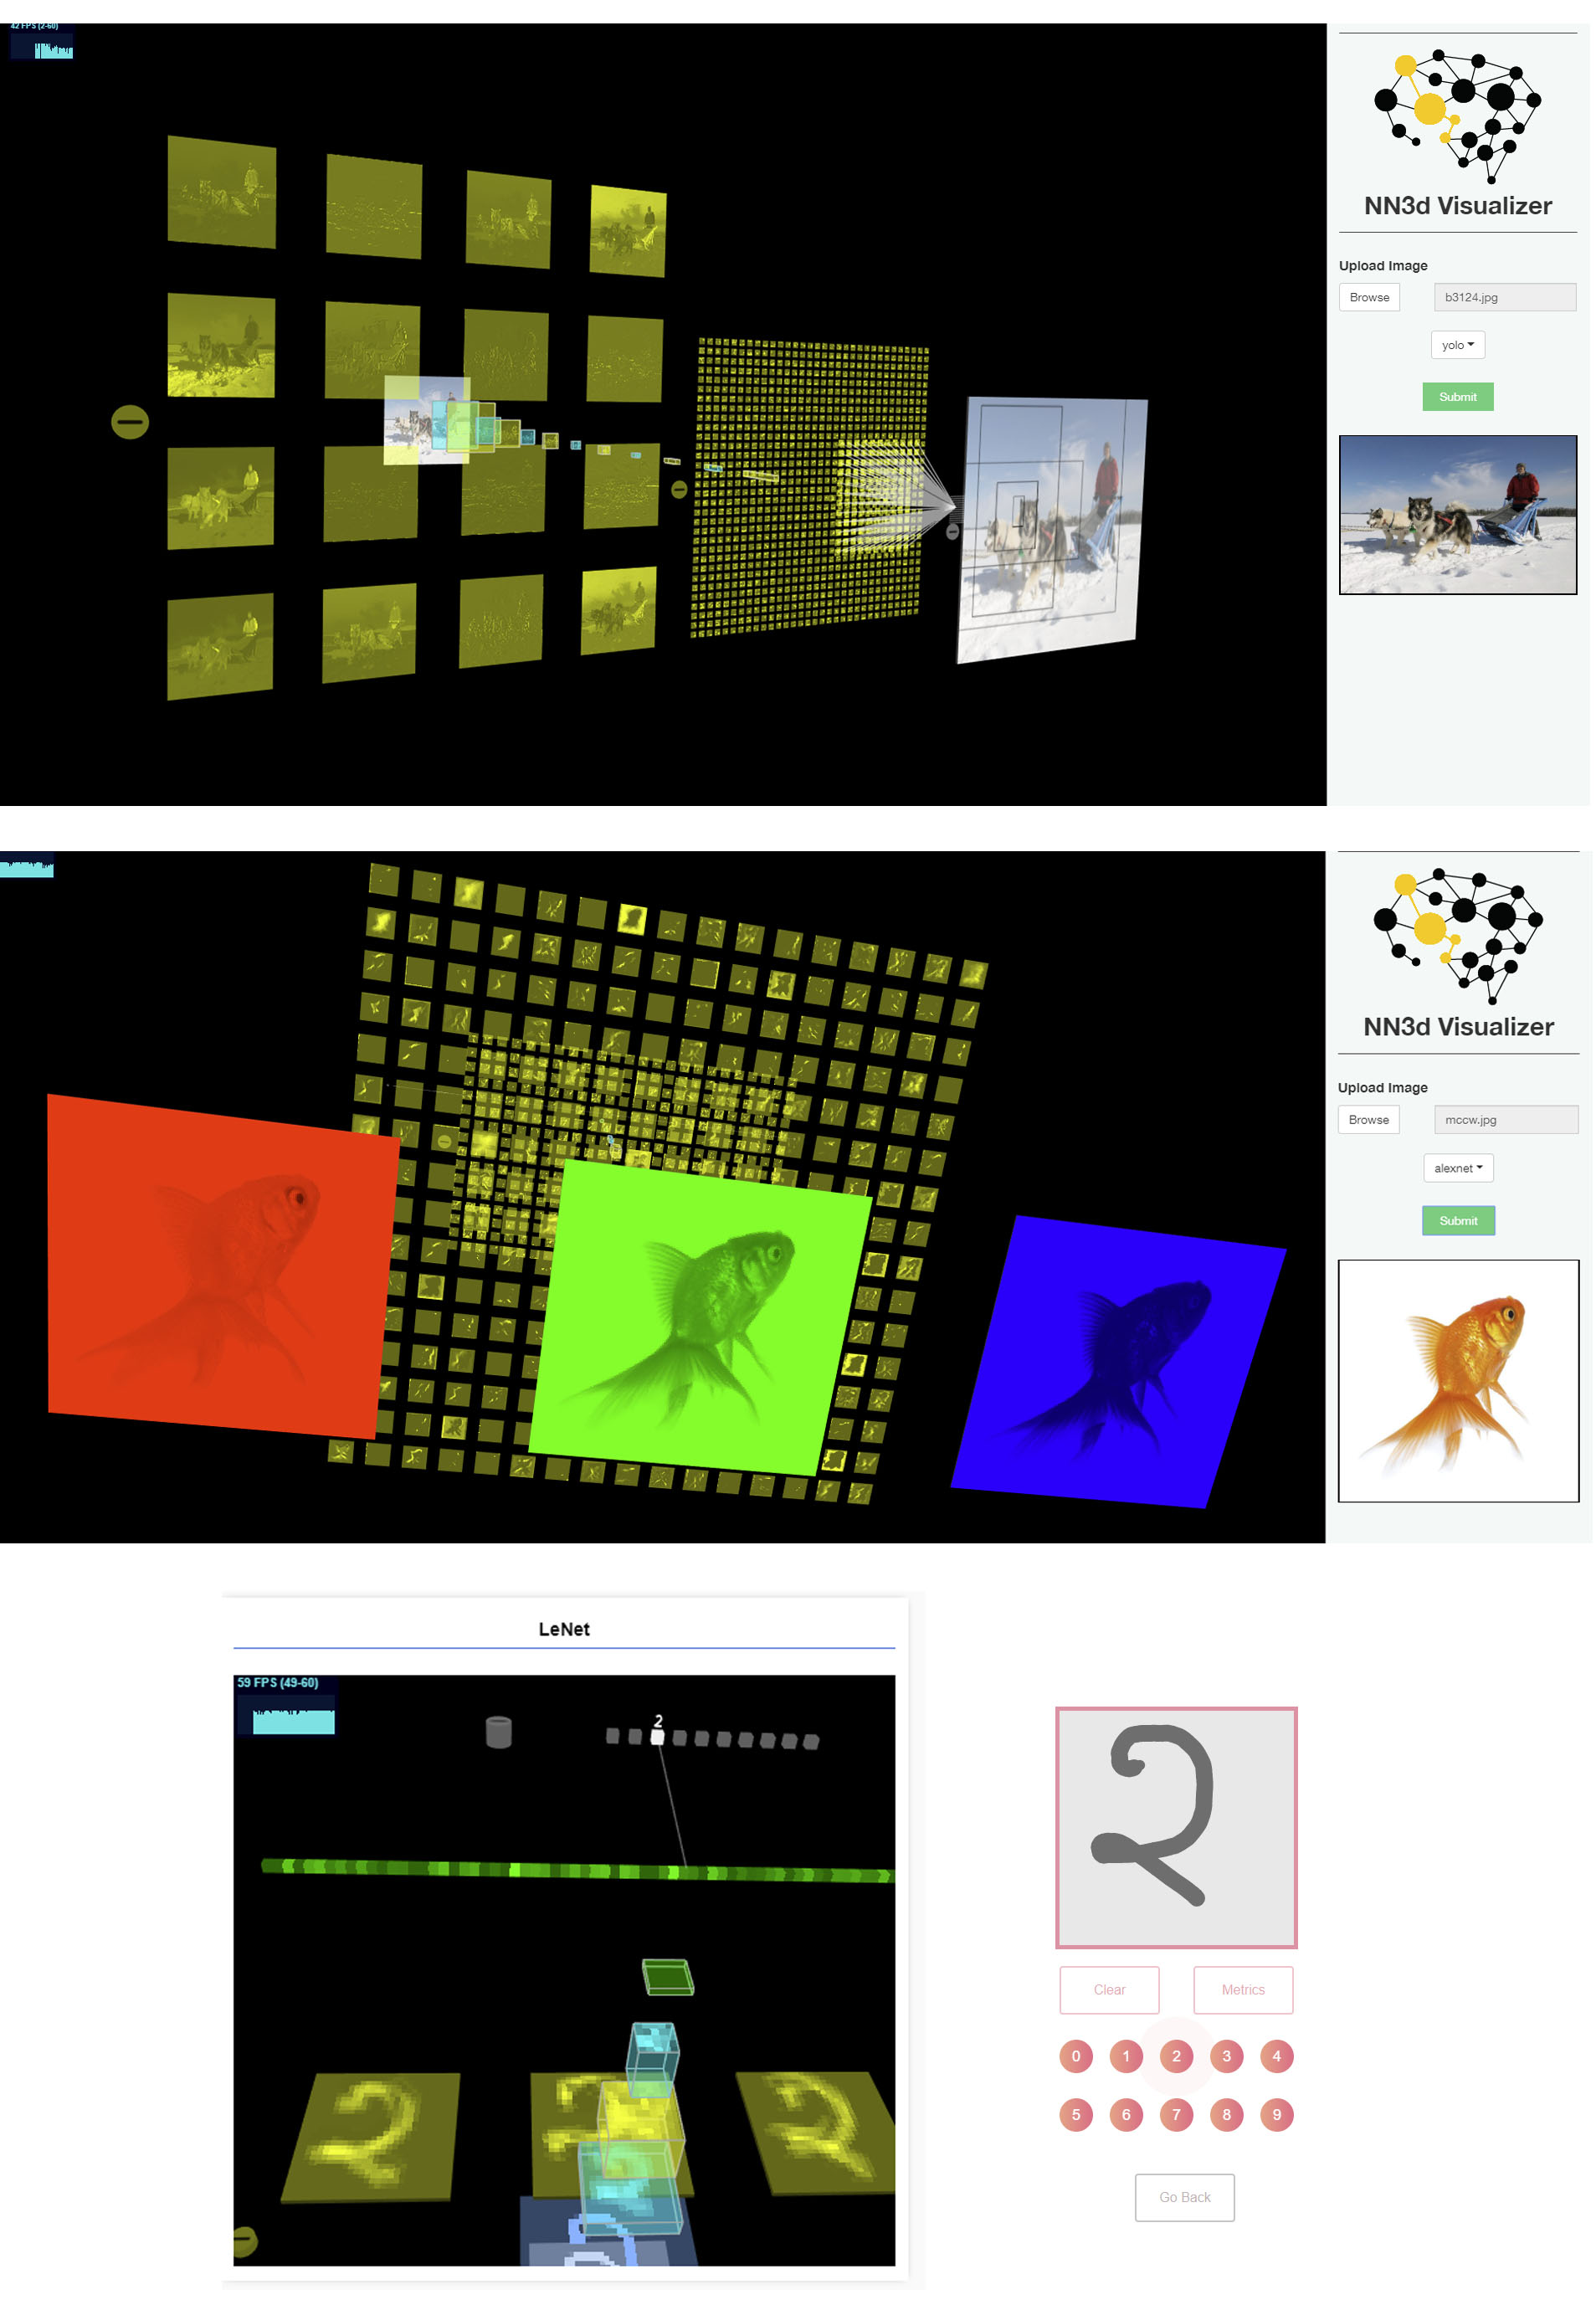 42 FPS (2-60)
NN3d Visualizer
Upload Image
Browse
b3124.jpg
yolo
Submit
NN3d Visualizer
Upload Image
Browse
mccw.jpg
alexnet
Submit
LeNet
59 FPS (49-60)
2
2
Clear
Metrics
0 1 2 3 4
5 6 7 8 9
Go Back